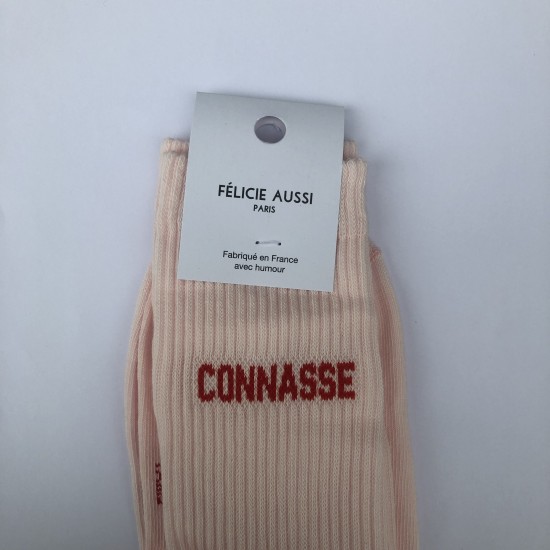 FÉLICIE AUSSI
PARIS
Fabriqué en France
avec humour
CONNASSE